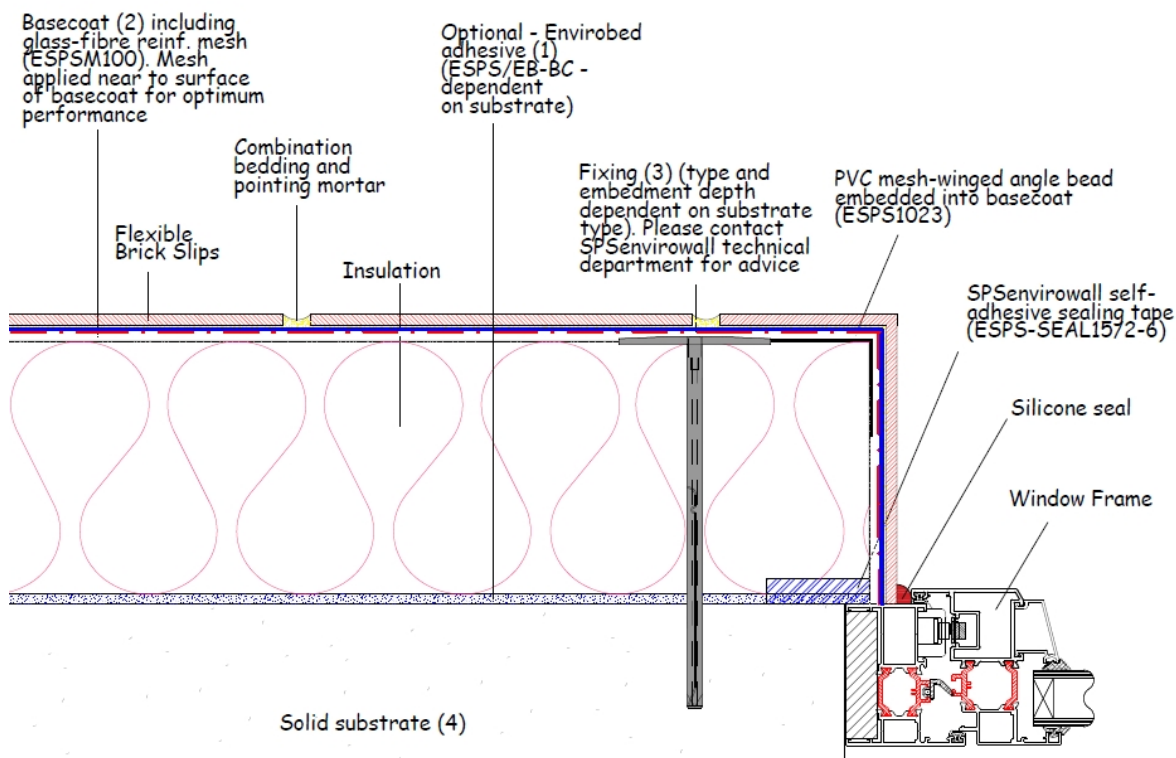 Basecoat (2) including
glass-fibre reinf. mesh
(ESPSM100). Mesh
applied near to surface
of basecoat for optimum
performance
Optional - Envirobed
adhesive (1)
(ESPS/EB-BC -
dependent
on substrate)
Combination
bedding and
pointing mortar
Fixing (3) (type and
embedment depth
dependent on substrate
type). Please contact
SPSenvirowall technical
department for advice
PVC mesh-winged angle bead
embedded into basecoat
(ESPS1023)
Flexible
Brick Slips
Insulation
SPSenvirowall self-
adhesive sealing tape
(ESPS-SEAL15/2-6)
Silicone seal
Window Frame
Solid substrate (4)